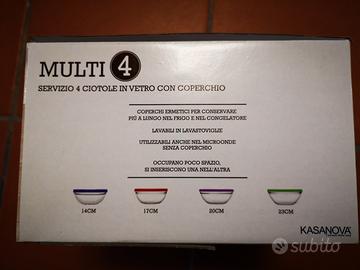 MULTI 4
SERVIZIO 4 CIOTOLE IN VETRO CON COPERCHIO
COPERCHI ERMETICI PER CONSERVARE
PIÙ A LUNGO NEL FRIGO E NEL CONGELATORE
LAVABILI IN LAVASTOVIGLIE
UTILIZZABILI ANCHE NEL MICROONDE
SENZA COPERCHIO
OCCUPANO POCO SPAZIO,
SI INSERISCONO UNA NELL'ALTRA
14CM 17CM 20CM 23CM
KASANOVA
subito